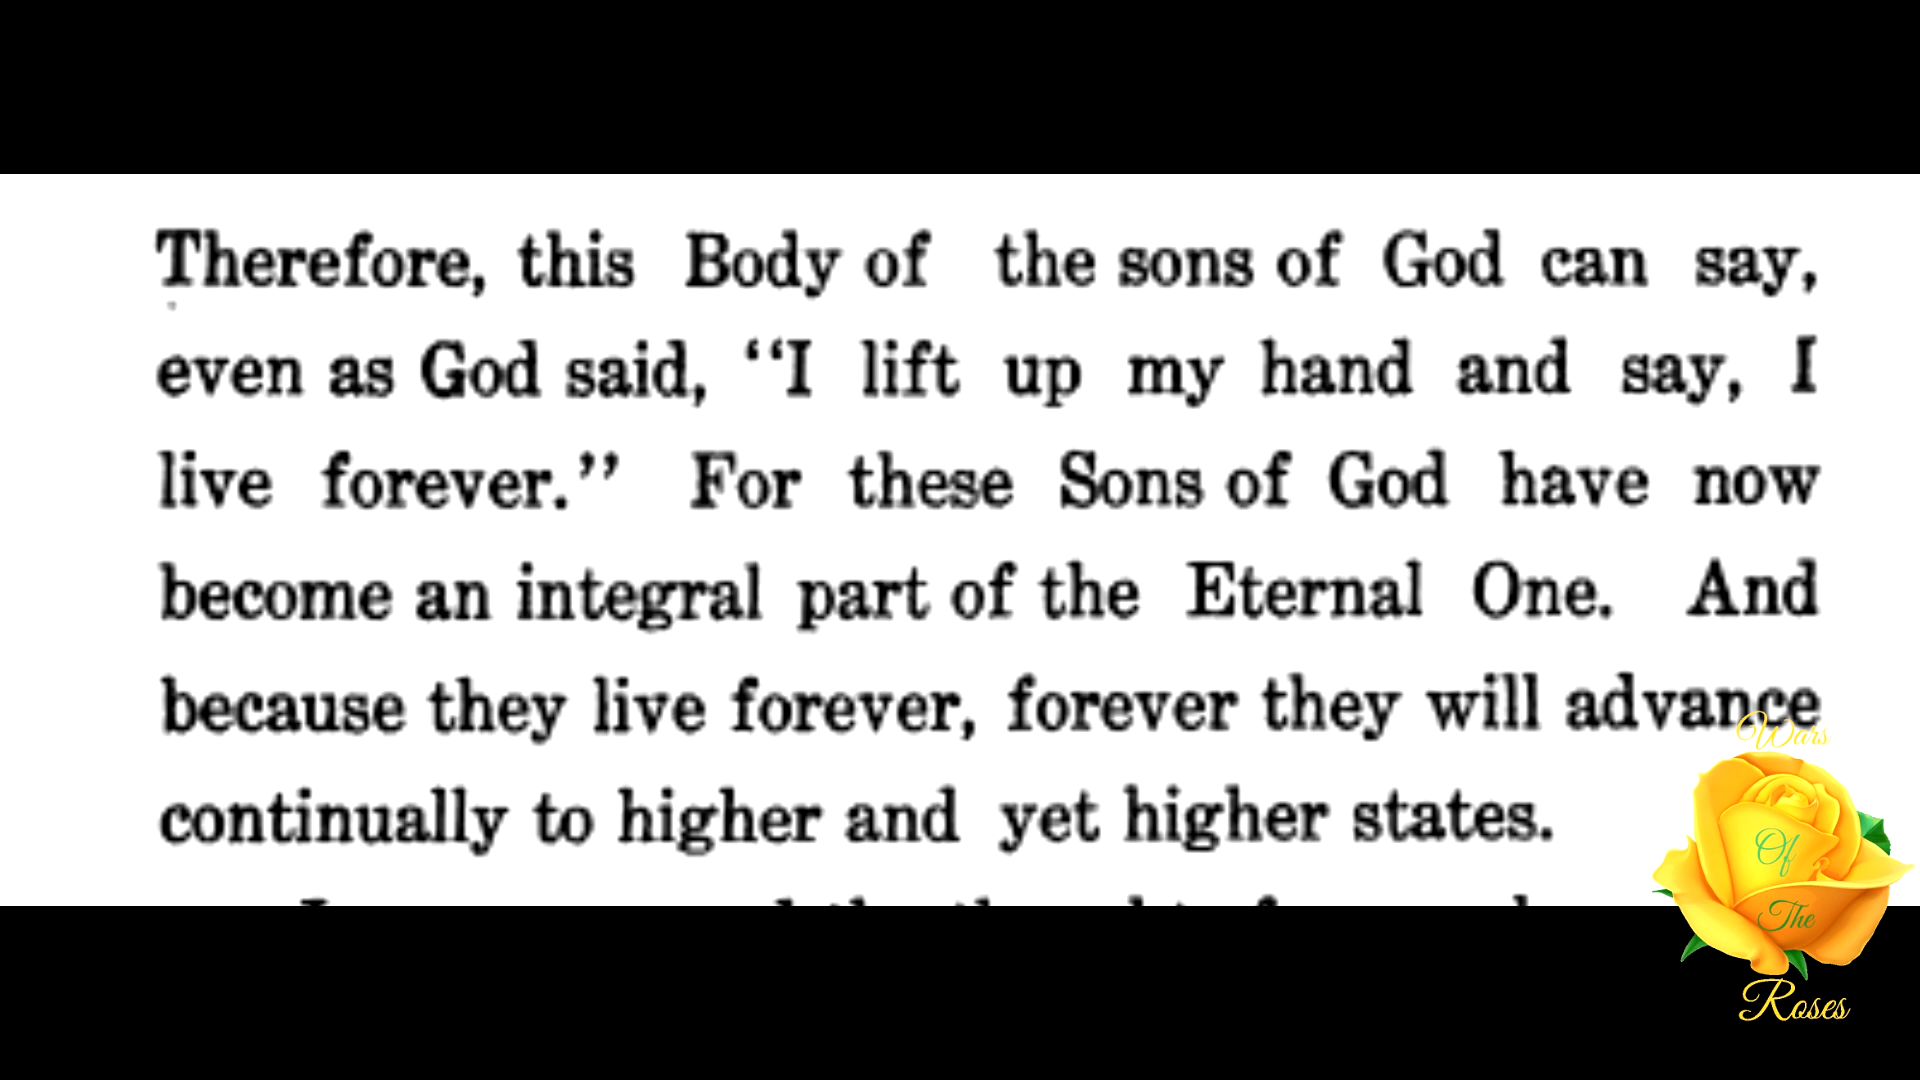 Therefore, this Body of the sons of God can say,
even as God said, ‘‘I lift up my hand and say, I
live forever.’’ For these Sons of God have now
become an integral part of the Eternal One. And
because they live forever, forever they will advance
continually to higher and yet higher states.
Wars
Of
The
Roses